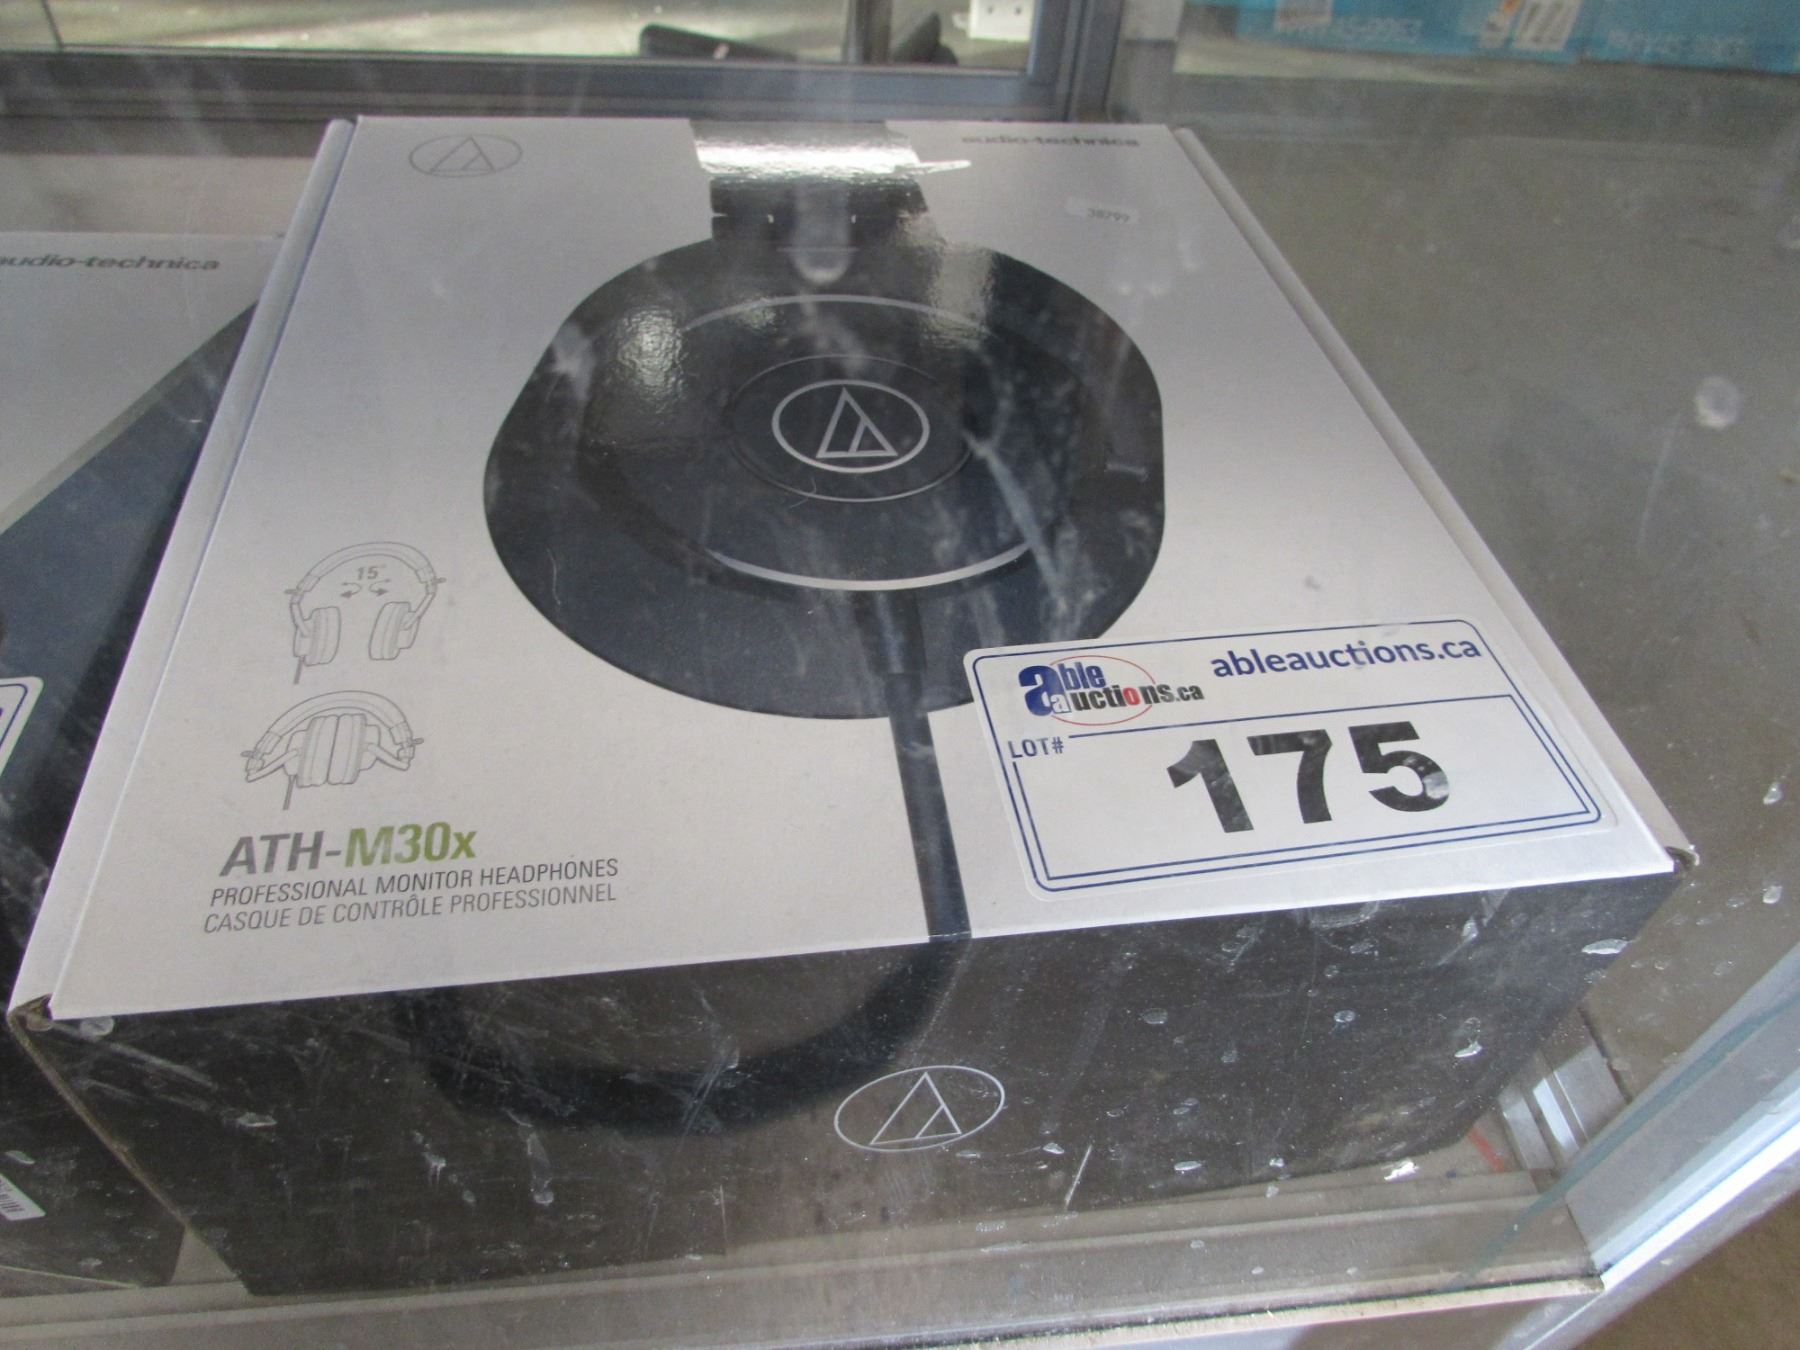 audio-technica
audio-technica
38799
15°
ableauctions.ca
able
auctions.ca
LOT#
175
ATH-M30x
PROFESSIONAL MONITOR HEADPHONES
CASQUE DE CONTRÔLE PROFESSIONNEL